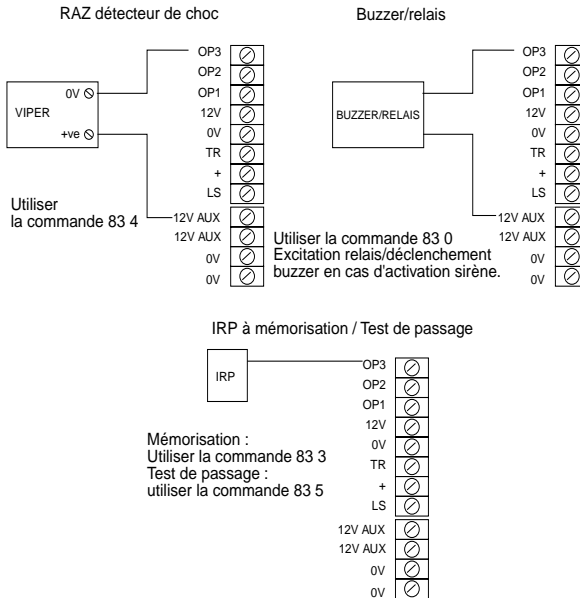 RAZ détecteur de choc
VIPER
0V
+ve
OP3
OP2
OP1
12V
0V
TR
+
LS
12V AUX
12V AUX
0V
0V
Utiliser
la commande 83 4
Buzzer/relais
BUZZER/RELAIS
OP3
OP2
OP1
12V
0V
TR
+
LS
12V AUX
12V AUX
0V
0V
Utiliser la commande 83 0
Excitation relais/déclenchement
buzzer en cas d'activation sirène.
IRP à mémorisation / Test de passage
IRP
OP3
OP2
OP1
12V
0V
TR
+
LS
12V AUX
12V AUX
0V
0V
Mémorisation :
Utiliser la commande 83 3
Test de passage :
utiliser la commande 83 5